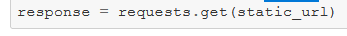 response = requests.get(static_url)